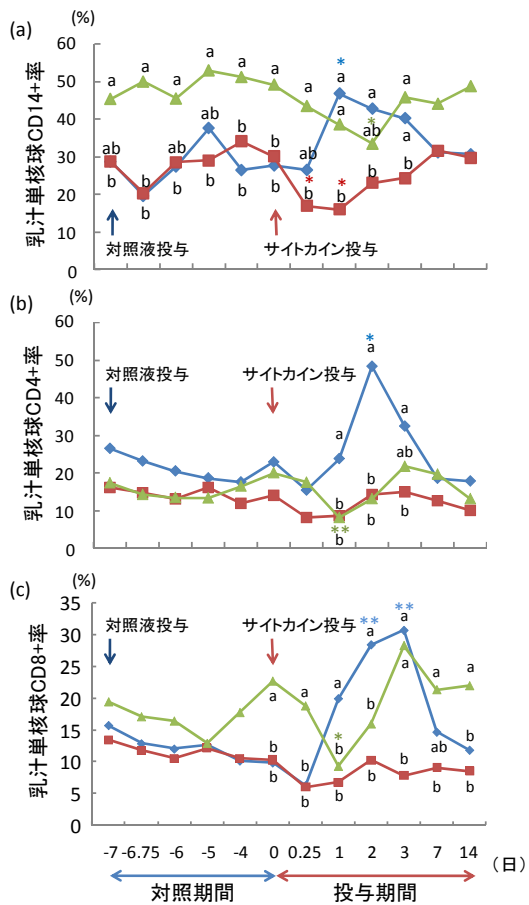 (a)
(%)
乳汁単核球CD14+率
60
50
40
30
20
10
0
a a a a a a a a a a a
ab ab ab ab
b b b b b b b b b
* * * *
対照液投与
サイトカイン投与
(b)
(%)
乳汁単核球CD4+率
60
50
40
30
20
10
0
対照液投与
サイトカイン投与
*
a
a a
ab
b b b
b b
**
(c)
(%)
乳汁単核球CD8+率
35
30
25
20
15
10
5
0
対照液投与
サイトカイン投与
** **
a a
a a a a a a
*
b b
ab
b b b b b b
b b b b
-7 -6.75 -6 -5 -4 0 0.25 1 2 3 7 14 (日)
対照期間
投与期間